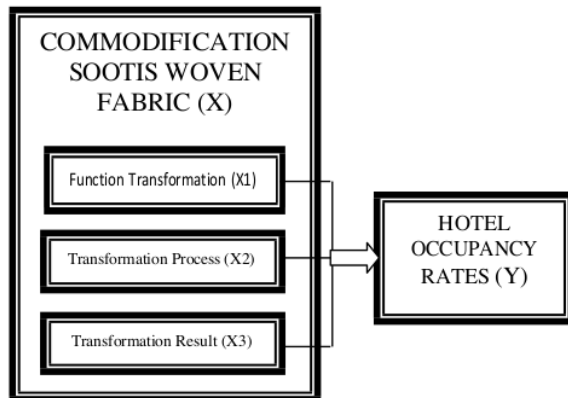 COMMODIFICATION
SOOTIS WOVEN
FABRIC (X)
Function Transformation (X1)
Transformation Process (X2)
Transformation Result (X3)
HOTEL
OCCUPANCY
RATES (Y)